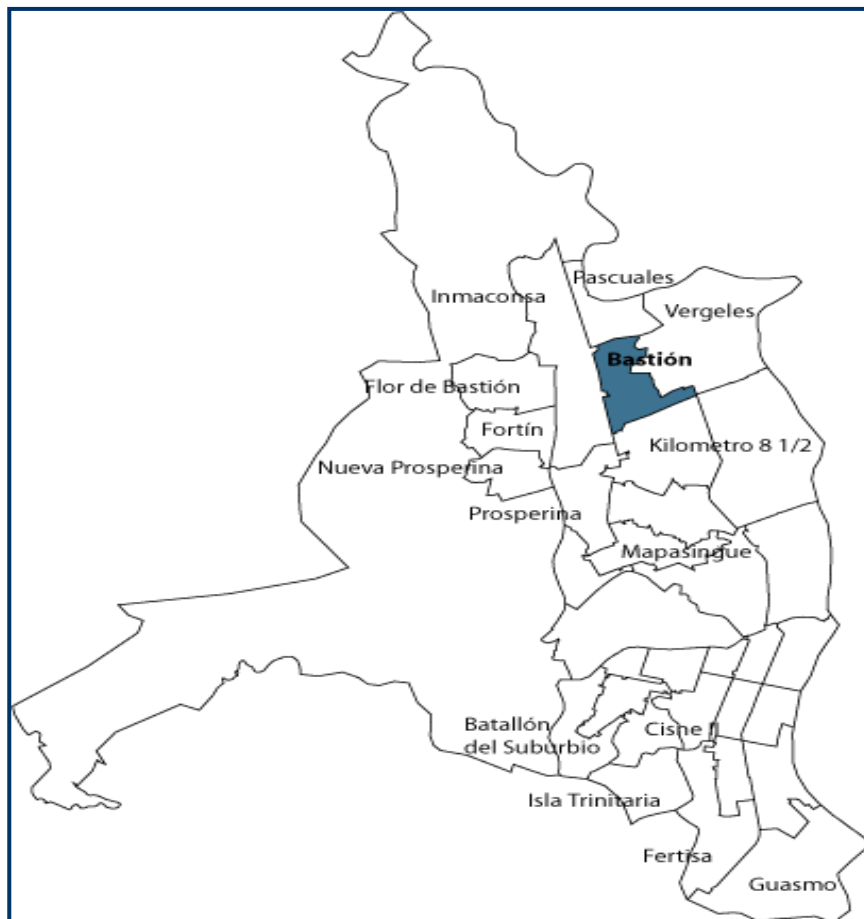 Pascuales
Inmaconsa
Vergeles
Bastión
Flor de Bastión
Fortín
Kilometro 8 1/2
Nueva Prosperina
Prosperina
Mapasingue
Batallón
del Suburbio
Cisne II
Isla Trinitaria
Fertisa
Guasmo